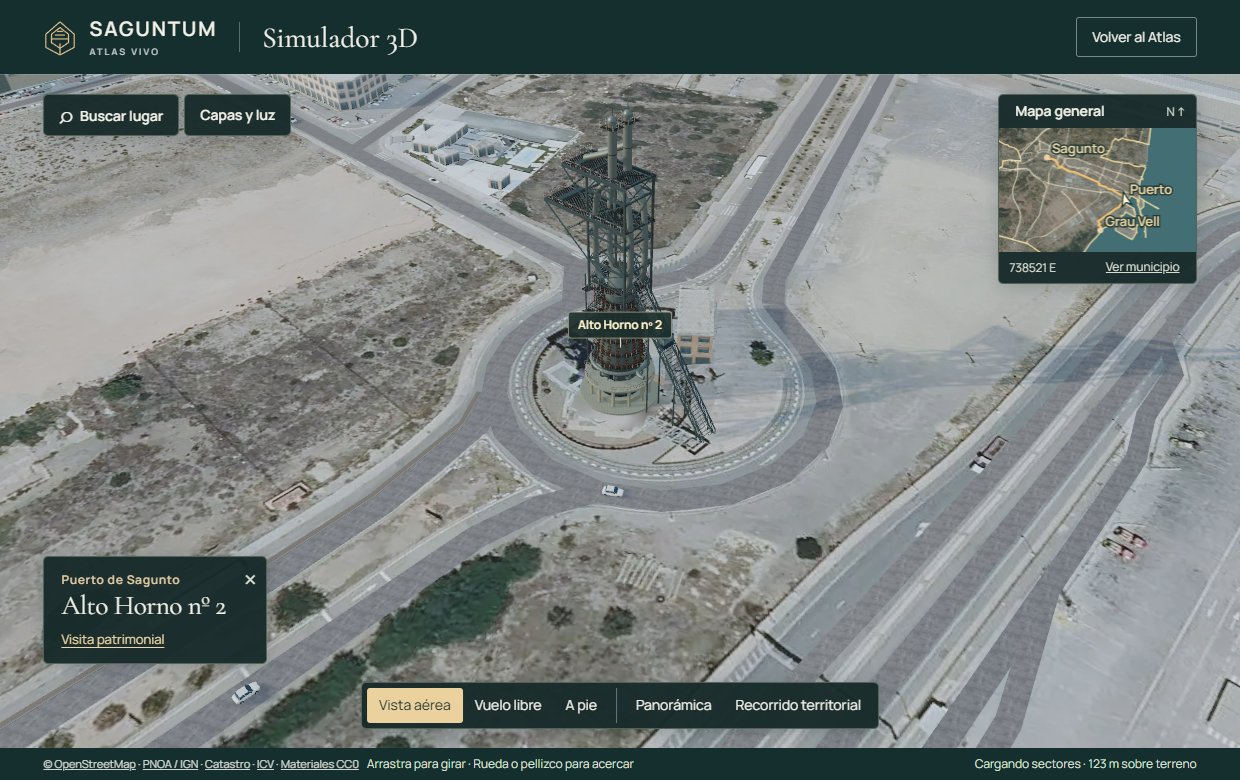 SAGUNTUM
ATLAS VIVO
Simulador 3D
Volver al Atlas
Buscar lugar
Capas y luz
Mapa general
N ↑
Sagunto
Puerto
Grau Vell
738521 E
Ver municipio
Alto Horno nº 2
Puerto de Sagunto
Alto Horno nº 2
Visita patrimonial
Vista aérea
Vuelo libre
A pie
Panorámica
Recorrido territorial
© OpenStreetMap · PNOA / IGN · Catastro · ICV · Materiales CC0
Arrastra para girar · Rueda o pellizco para acercar
Cargando sectores · 123 m sobre terreno